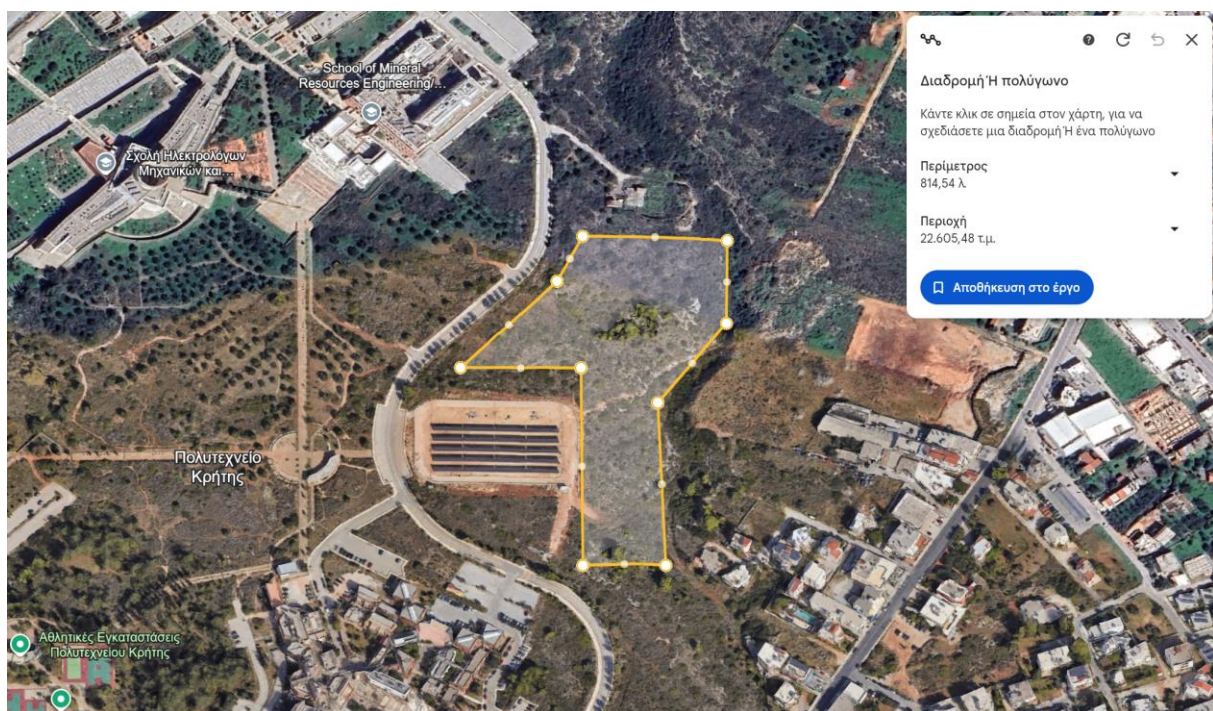 School of Mineral
Resources Engineering/...
Σχολή Ηλεκτρολόγων
Μηχανικών και...
Πολυτεχνείο
Κρήτης
Αθλητικές Εγκαταστάσεις
Πολυτεχνείου Κρήτης
Διαδρομή Ή πολύγωνο
Κάντε κλικ σε σημεία στον χάρτη, για να
σχεδιάσετε μια διαδρομή Ή ένα πολύγωνο
Περίμετρος
814,54 λ.
Περιοχή
22.605,48 τ.μ.
Αποθήκευση στο έργο